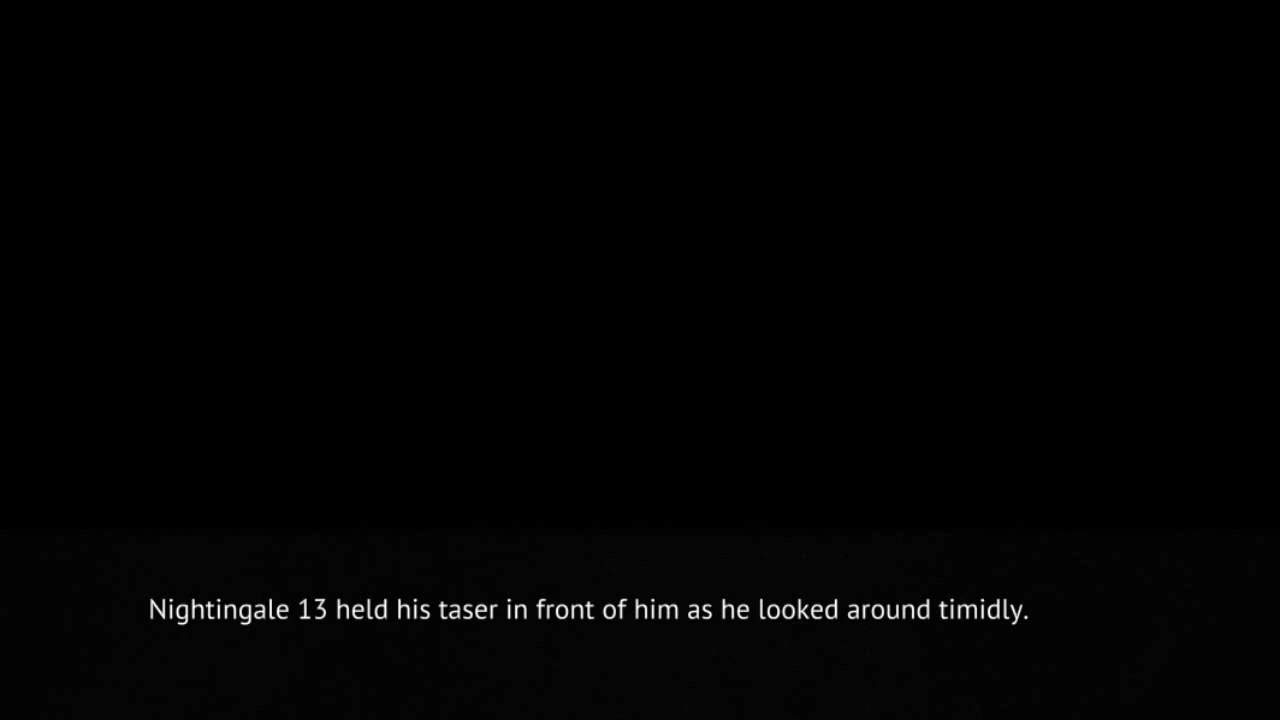 Nightingale 13 held his taser in front of him as he looked around timidly.